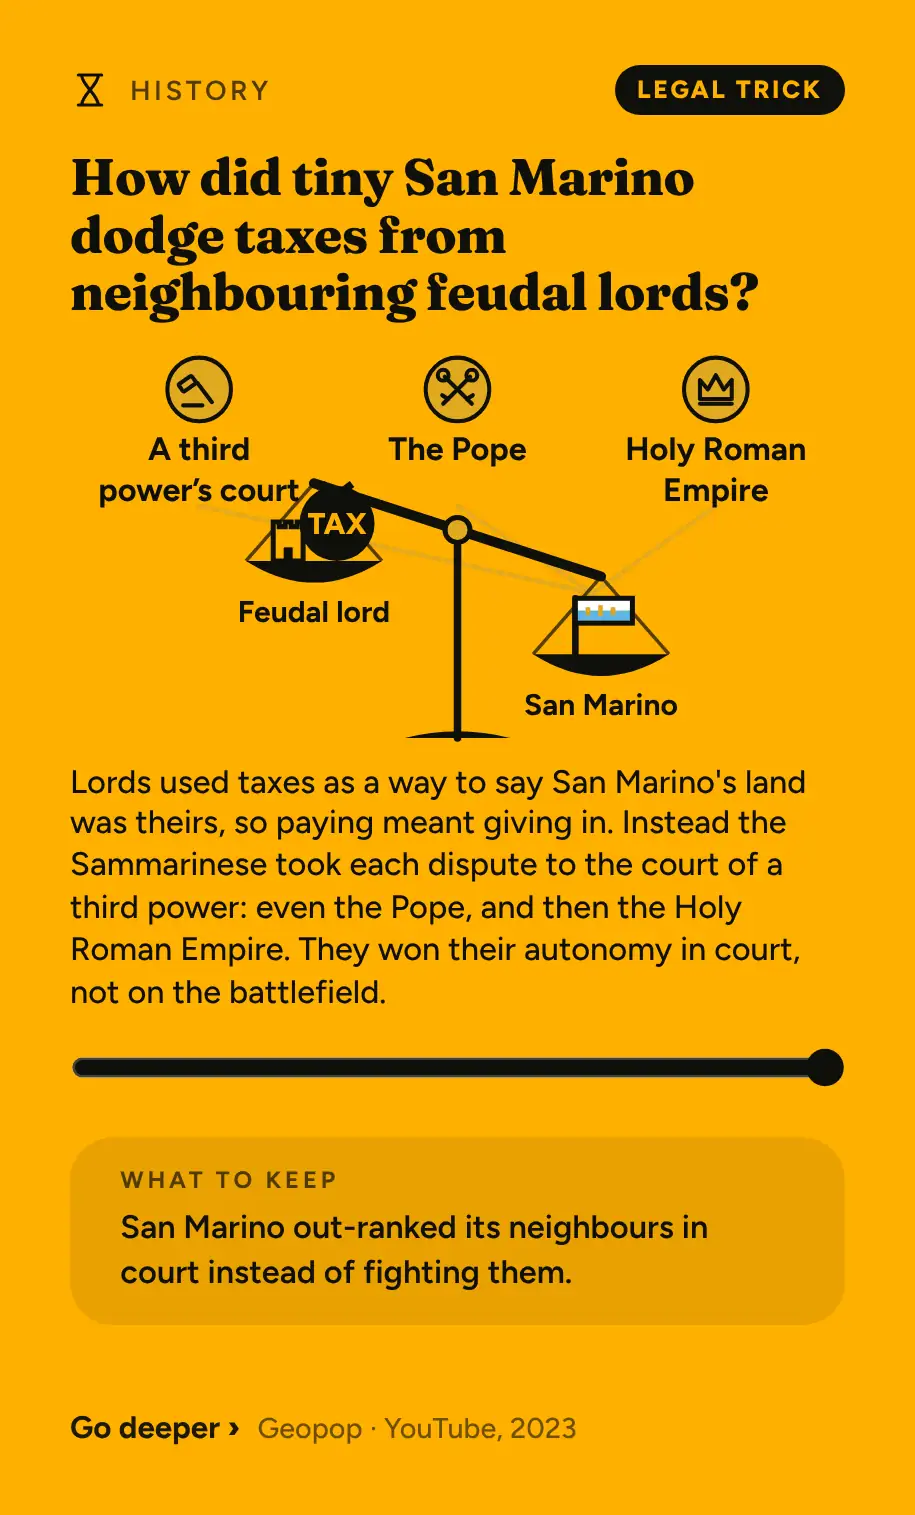 HISTORY
LEGAL TRICK
How did tiny San Marino
dodge taxes from
neighbouring feudal lords?
A third
power’s court
The Pope
Holy Roman
Empire
TAX
Feudal lord
San Marino
Lords used taxes as a way to say San Marino's land
was theirs, so paying meant giving in. Instead the
Sammarinese took each dispute to the court of a
third power: even the Pope, and then the Holy
Roman Empire. They won their autonomy in court,
not on the battlefield.
WHAT TO KEEP
San Marino out-ranked its neighbours in
court instead of fighting them.
Go deeper › Geopop · YouTube, 2023